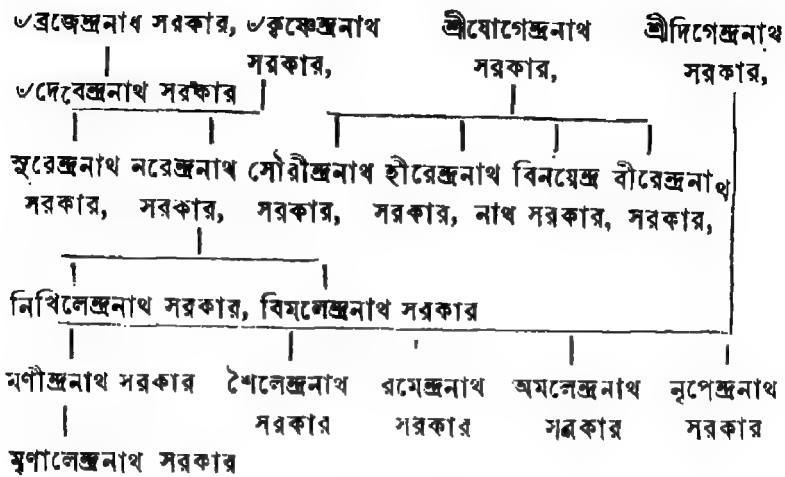 ৺ব্রজেন্দ্রনাথ সরকার, ৺কৃষ্ণেন্দ্রনাথ শ্রীযোগেন্দ্রনাথ শ্রীদিগেন্দ্রনাথ
সরকার, সরকার, সরকার,
৺দেবেন্দ্রনাথ সরকার
সুরেন্দ্রনাথ নরেন্দ্রনাথ সৌরীন্দ্রনাথ হীরেন্দ্রনাথ বিনয়েন্দ্র বীরেন্দ্রনাথ
সরকার, সরকার, সরকার, সরকার, নাথ সরকার, সরকার,
নিখিলেন্দ্রনাথ সরকার, বিমলেন্দ্রনাথ সরকার
মণীন্দ্রনাথ সরকার শৈলেন্দ্রনাথ রমেন্দ্রনাথ অমলেন্দ্রনাথ নৃপেন্দ্রনাথ
সরকার সরকার সরকার সরকার
মৃণালেন্দ্রনাথ সরকার